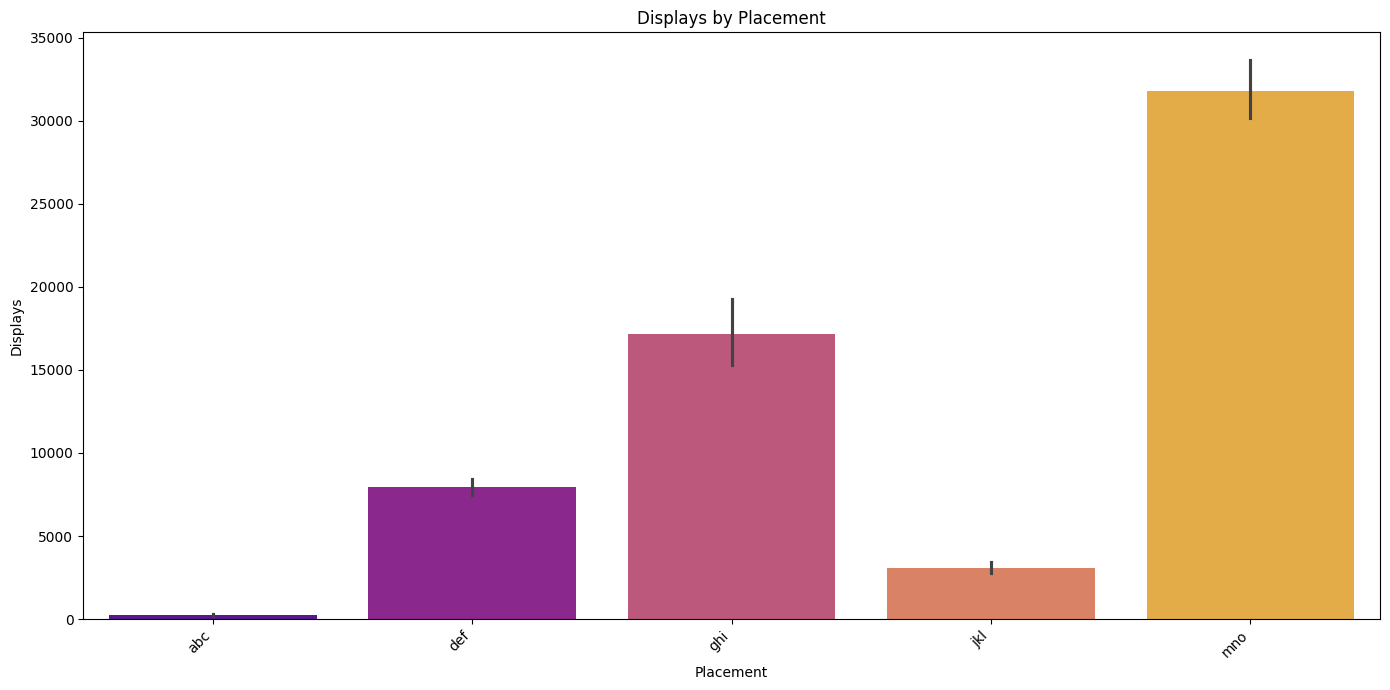 Displays by Placement
35000
30000
25000
20000
15000
10000
5000
0
Displays
abc
def
ghi
jkl
mno
Placement